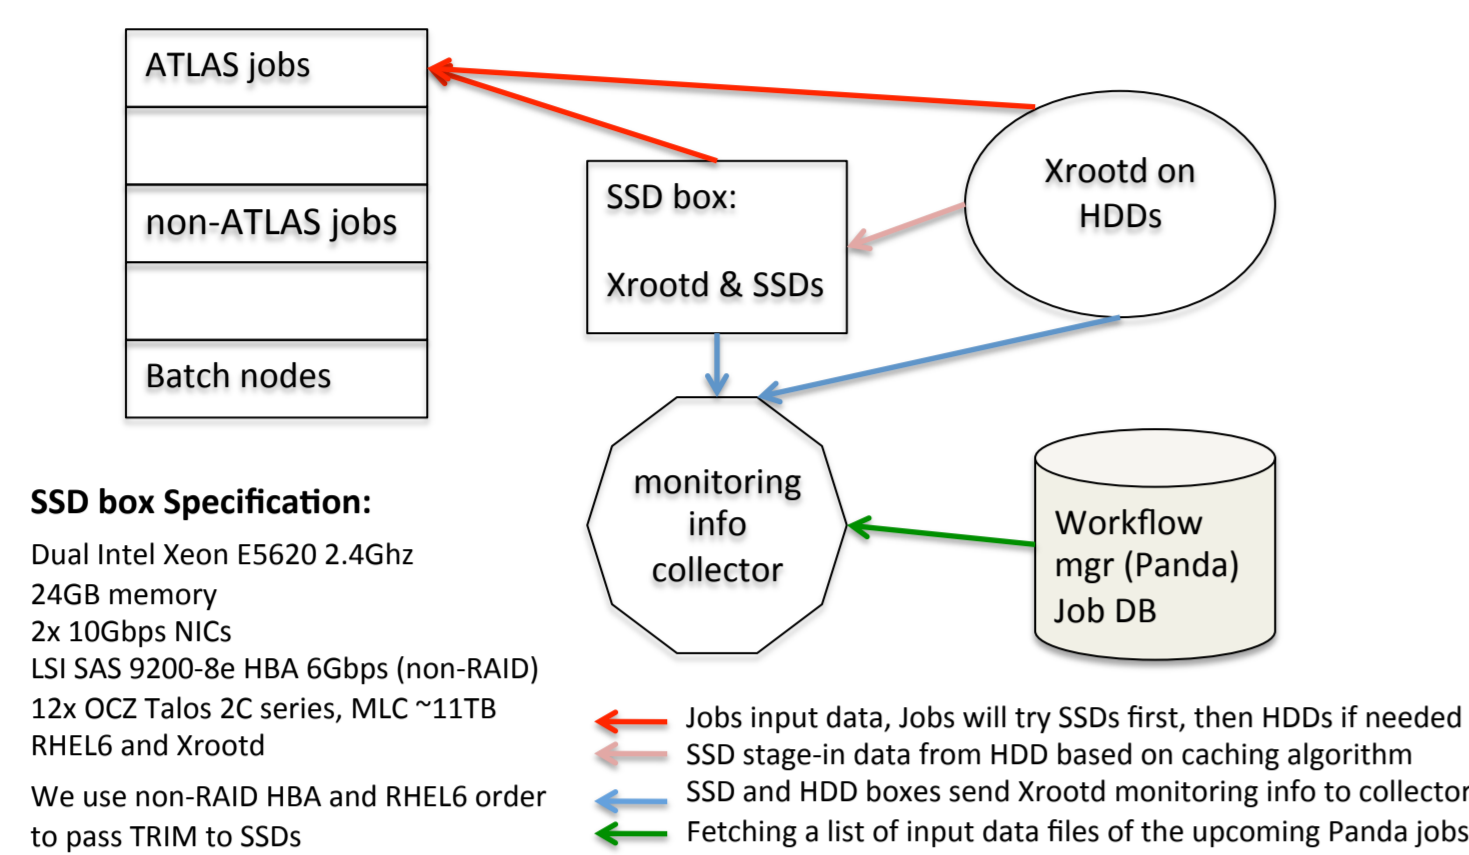 ATLAS jobs
non-ATLAS jobs
Batch nodes
SSD box:
Xrootd & SSDs
Xrootd on
HDDs
monitoring
info
collector
Workflow
mgr (Panda)
Job DB
SSD box Specification:
Dual Intel Xeon E5620 2.4Ghz
24GB memory
2x 10Gbps NICs
LSI SAS 9200-8e HBA 6Gbps (non-RAID)
12x OCZ Talos 2C series, MLC ~11TB
RHEL6 and Xrootd
We use non-RAID HBA and RHEL6 order
to pass TRIM to SSDs
Jobs input data, Jobs will try SSDs first, then HDDs if needed
SSD stage-in data from HDD based on caching algorithm
SSD and HDD boxes send Xrootd monitoring info to collector
Fetching a list of input data files of the upcoming Panda jobs